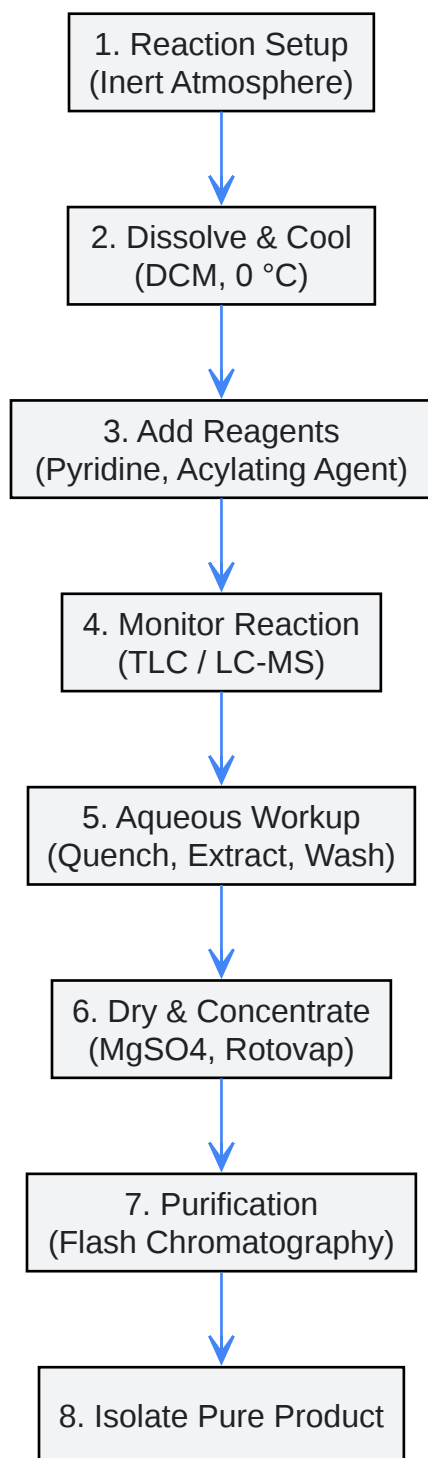 1. Reaction Setup
(Inert Atmosphere)
2. Dissolve & Cool
(DCM, 0 °C)
3. Add Reagents
(Pyridine, Acylating Agent)
4. Monitor Reaction
(TLC / LC-MS)
5. Aqueous Workup
(Quench, Extract, Wash)
6. Dry & Concentrate
(MgSO4, Rotovap)
7. Purification
(Flash Chromatography)
8. Isolate Pure Product